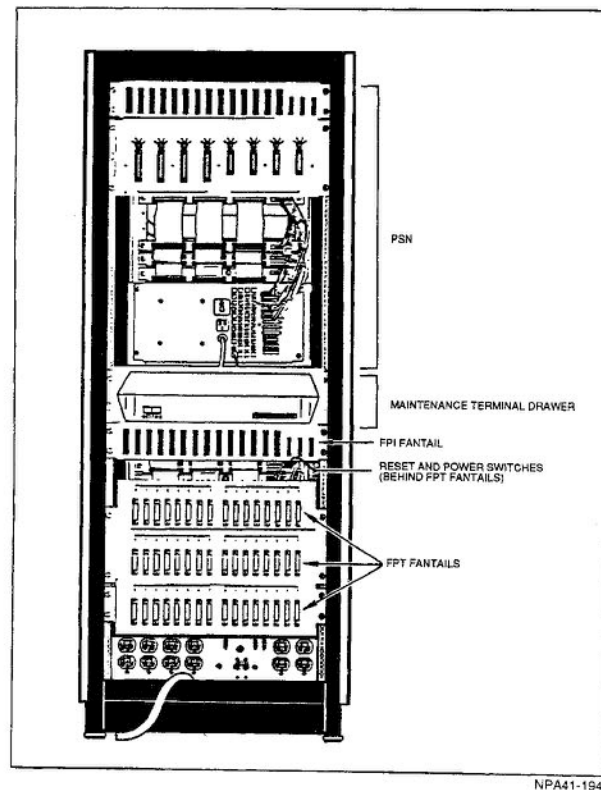 PSN
MAINTENANCE TERMINAL DRAWER
FPI FANTAIL
RESET AND POWER SWITCHES
(BEHIND FPT FANTAILS)
FPT FANTAILS
NPA41-194